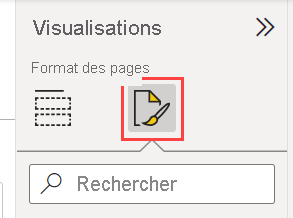 Visualisations
Format des pages
Rechercher